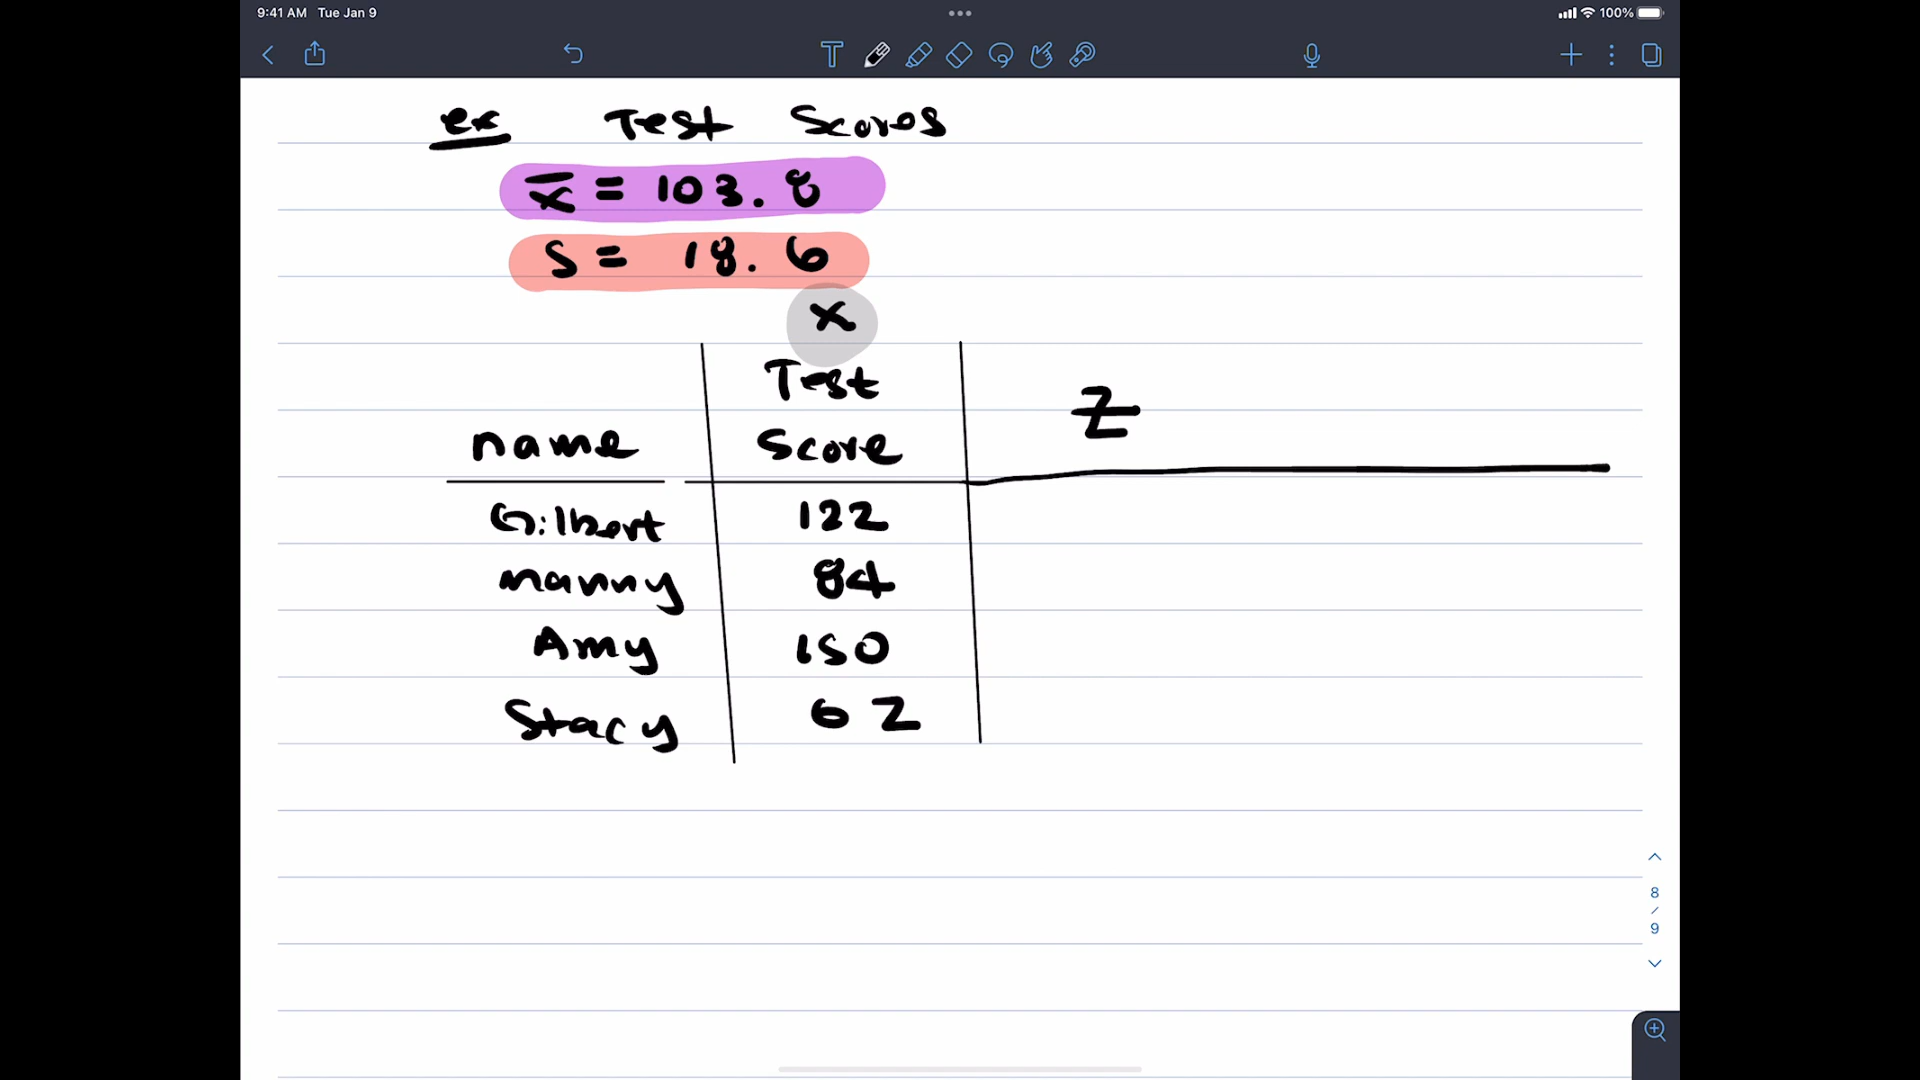 9:41 AM Tue Jan 9
100%
ex Test Scores
x̄ = 103.8
s = 18.6
x
Test
name Score Z
Gilbert 122
manny 84
Amy 150
Stacy 62
8
/
9